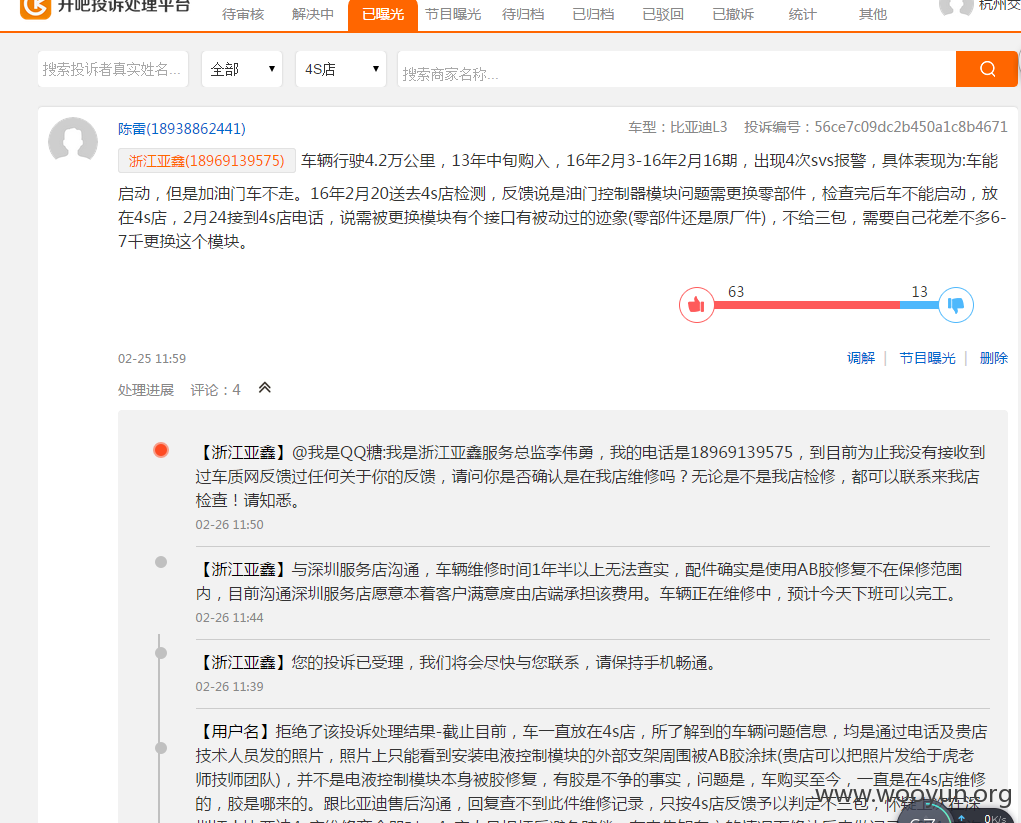 开吧投诉处理平台
待审核 解决中 已曝光 节目曝光 待归档 已归档 已驳回 已撤诉 统计 其他
杭州交
搜索投诉者真实姓名... 全部 4S店 搜索商家名称...
陈雷(18938862441)
车型：比亚迪L3 投诉编号：56ce7c09dc2b450a1c8b4671
浙江亚鑫(18969139575) 车辆行驶4.2万公里，13年中旬购入，16年2月3-16年2月16期，出现4次svs报警，具体表现为:车能
启动，但是加油门车不走。16年2月20送去4s店检测，反馈说是油门控制器模块问题需更换零部件，检查完后车不能启动，放
在4s店，2月24接到4s店电话，说需被更换模块有个接口有被动过的迹象(零部件还是原厂件)，不给三包，需要自己花差不多6-
7千更换这个模块。
63 13
02-25 11:59
调解 | 节目曝光 | 删除
处理进展 评论：4
【浙江亚鑫】@我是QQ糖:我是浙江亚鑫服务总监李伟勇，我的电话是18969139575，到目前为止我没有接收到
过车质网反馈过任何关于你的反馈，请问你是否确认是在我店维修吗？无论是不是我店检修，都可以联系来我店
检查！请知悉。
02-26 11:50
【浙江亚鑫】与深圳服务店沟通，车辆维修时间1年半以上无法查实，配件确实是使用AB胶修复不在保修范围
内，目前沟通深圳服务店愿意本着客户满意度由店端承担该费用。车辆正在维修中，预计今天下班可以完工。
02-26 11:44
【浙江亚鑫】您的投诉已受理，我们将会尽快与您联系，请保持手机畅通。
02-26 11:39
【用户名】拒绝了该投诉处理结果-截止目前，车一直放在4s店，所了解到的车辆问题信息，均是通过电话及贵店
技术人员发的照片，照片上只能看到安装电液控制模块的外部支架周围被AB胶涂抹(贵店可以把照片发给于虎老
师技师团队)，并不是电液控制模块本身被胶修复，有胶是不争的事实，问题是，车购买至今，一直是在4s店维修
的，胶是哪来的。跟比亚迪售后沟通，回复查不到此件维修记录，只按4s店反馈予以判定不三包，怀疑
www.wooyun.org
0K/s